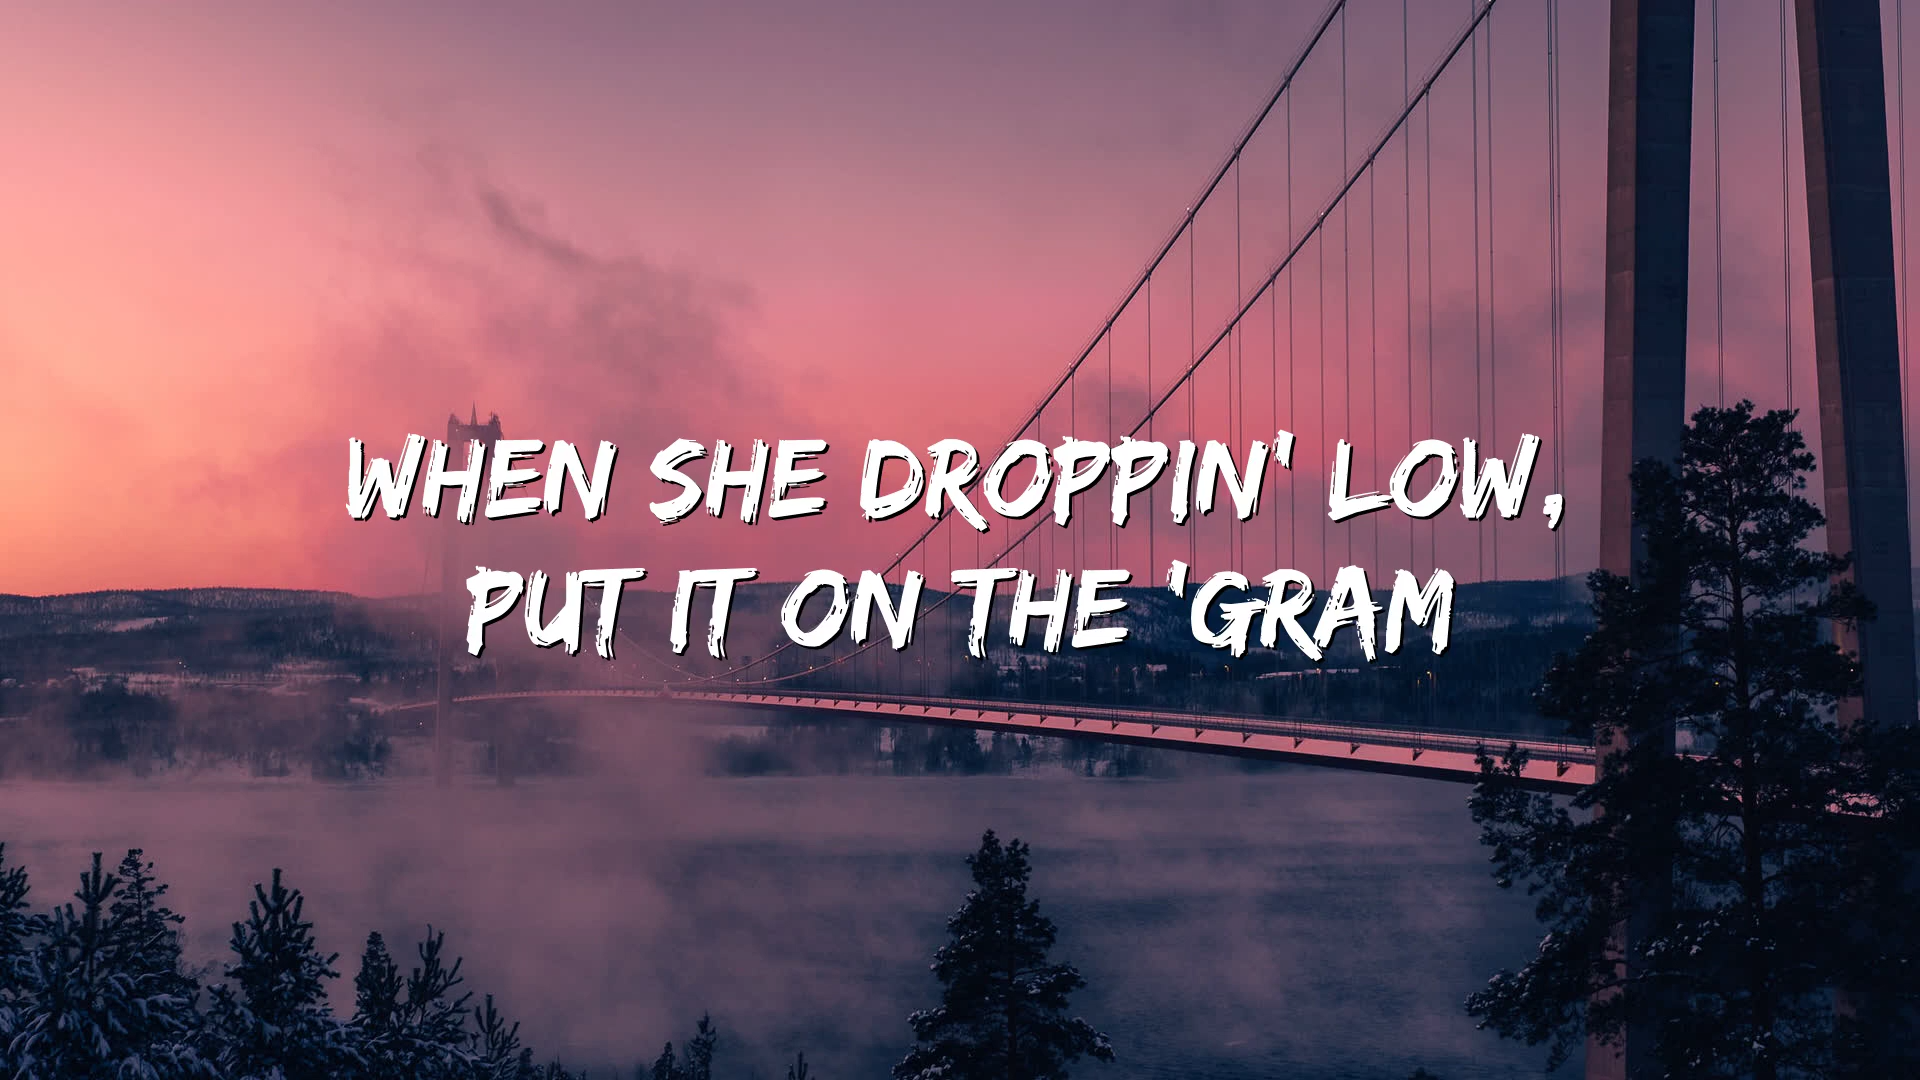 WHEN SHE DROPPIN' LOW,
PUT IT ON THE 'GRAM